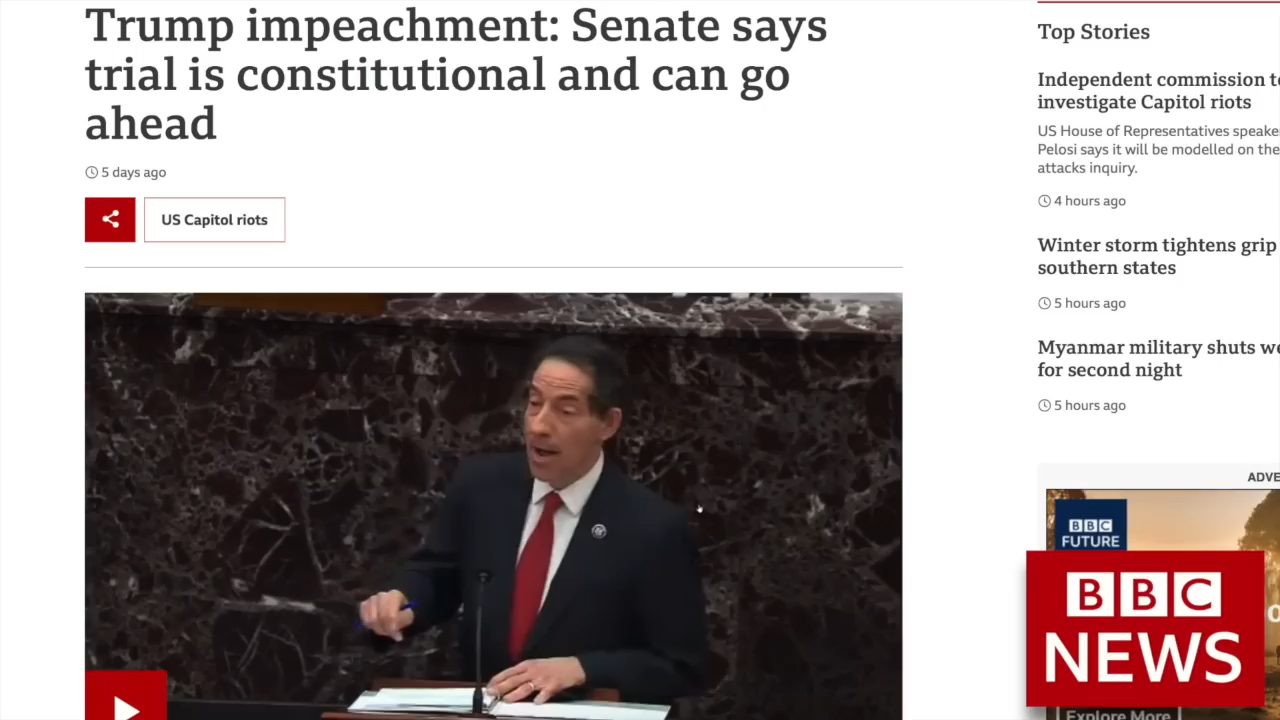 Trump impeachment: Senate says
trial is constitutional and can go
ahead
5 days ago
US Capitol riots
Top Stories
Independent commission t
investigate Capitol riots
US House of Representatives speake
Pelosi says it will be modelled on the
attacks inquiry.
4 hours ago
Winter storm tightens grip
southern states
5 hours ago
Myanmar military shuts we
for second night
5 hours ago
ADVE
BBC
FUTURE
BBC
NEWS
Explore More